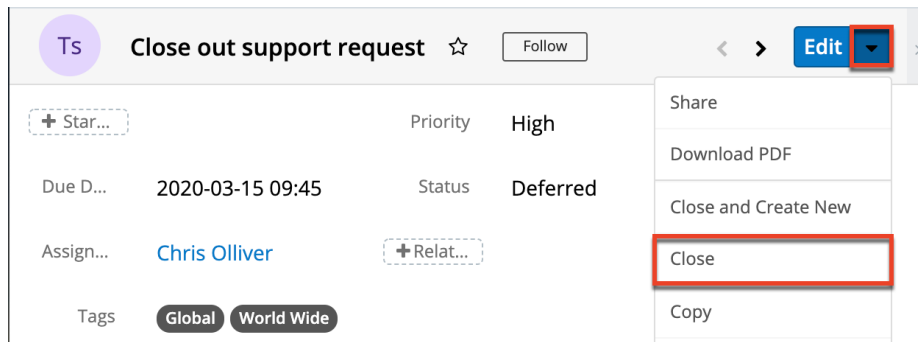 Ts
Close out support request
Follow
Edit
Share
Download PDF
Close and Create New
Close
Copy
Star...
Priority
High
Due D...
2020-03-15 09:45
Status
Deferred
Assign...
Chris Olliver
Relat...
Tags
Global
World Wide